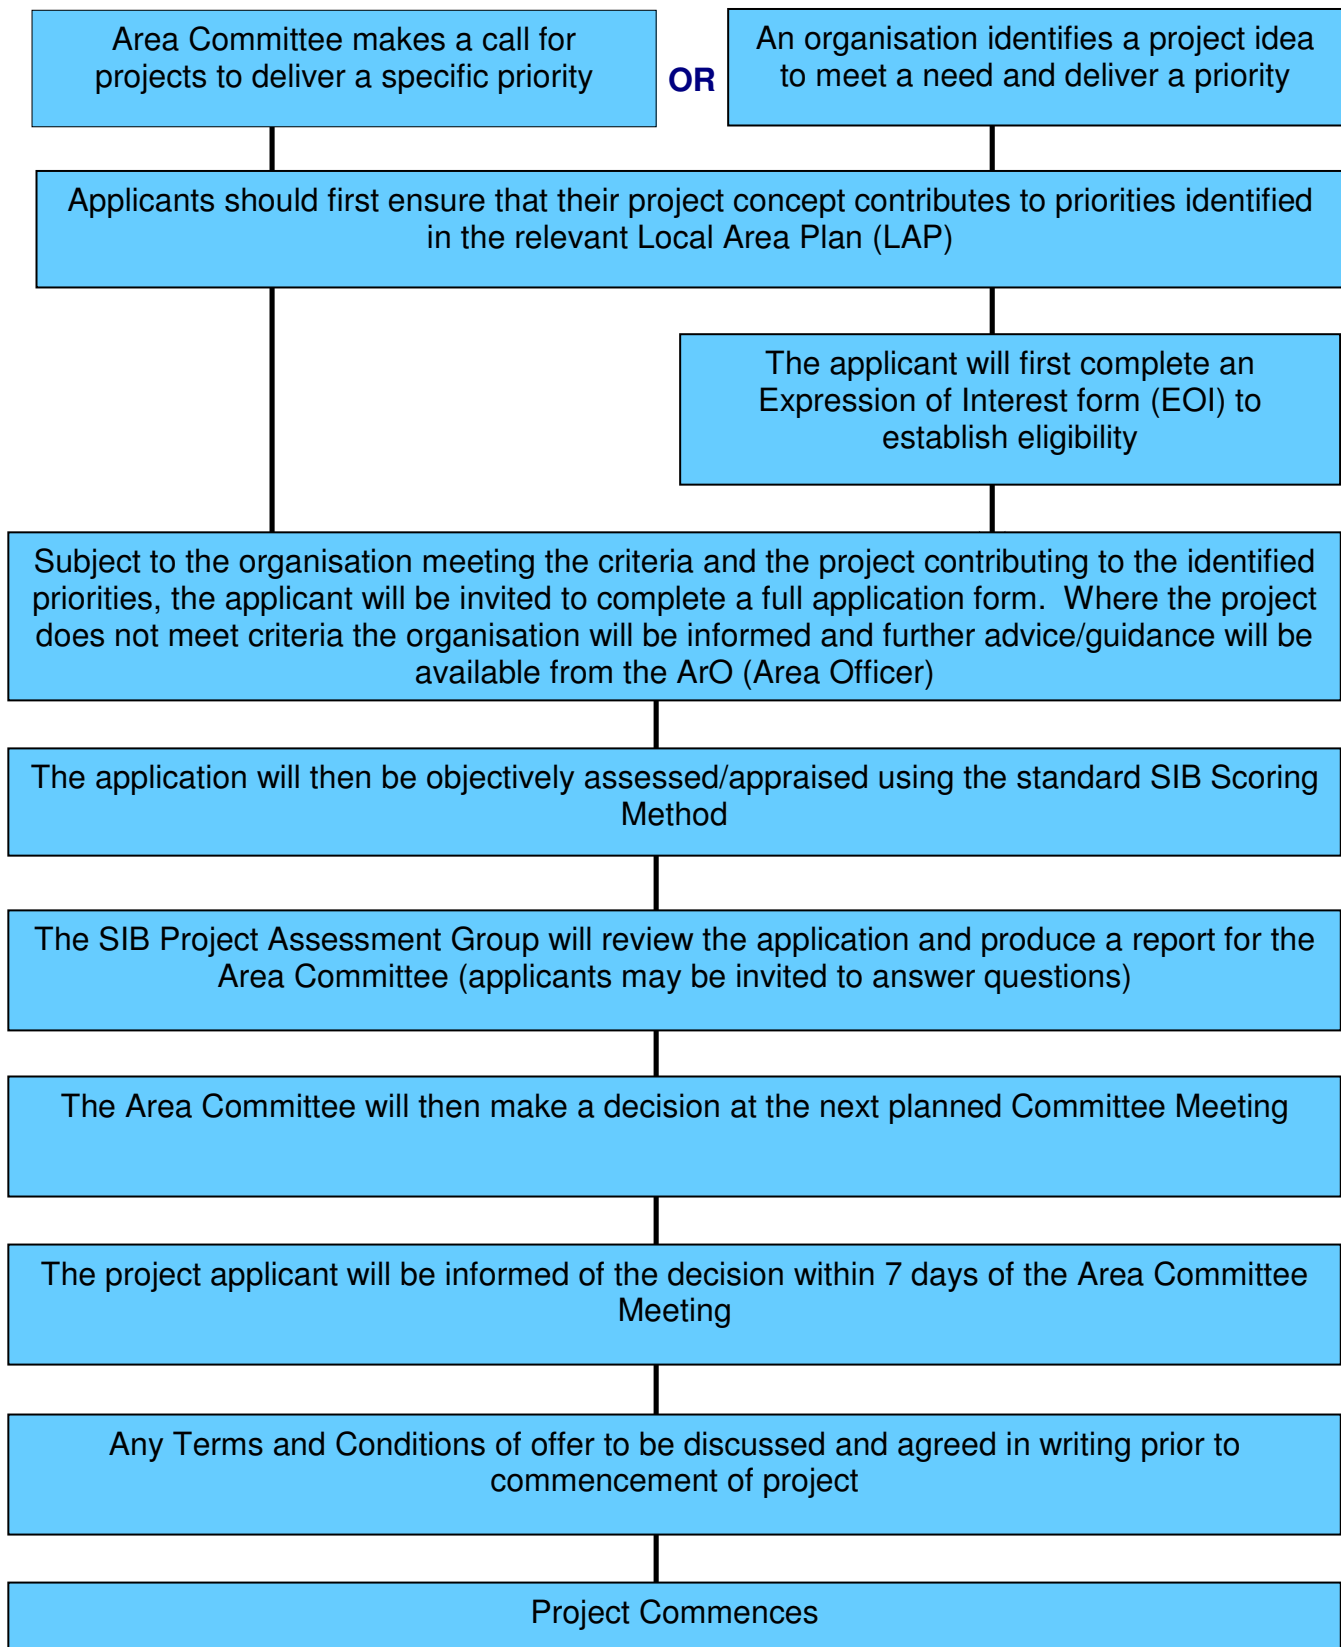 Area Committee makes a call for
projects to deliver a specific priority
OR
An organisation identifies a project idea
to meet a need and deliver a priority
Applicants should first ensure that their project concept contributes to priorities identified
in the relevant Local Area Plan (LAP)
The applicant will first complete an
Expression of Interest form (EOI) to
establish eligibility
Subject to the organisation meeting the criteria and the project contributing to the identified
priorities, the applicant will be invited to complete a full application form.  Where the project
does not meet criteria the organisation will be informed and further advice/guidance will be
available from the ArO (Area Officer)
The application will then be objectively assessed/appraised using the standard SIB Scoring
Method
The SIB Project Assessment Group will review the application and produce a report for the
Area Committee (applicants may be invited to answer questions)
The Area Committee will then make a decision at the next planned Committee Meeting
The project applicant will be informed of the decision within 7 days of the Area Committee
Meeting
Any Terms and Conditions of offer to be discussed and agreed in writing prior to
commencement of project
Project Commences